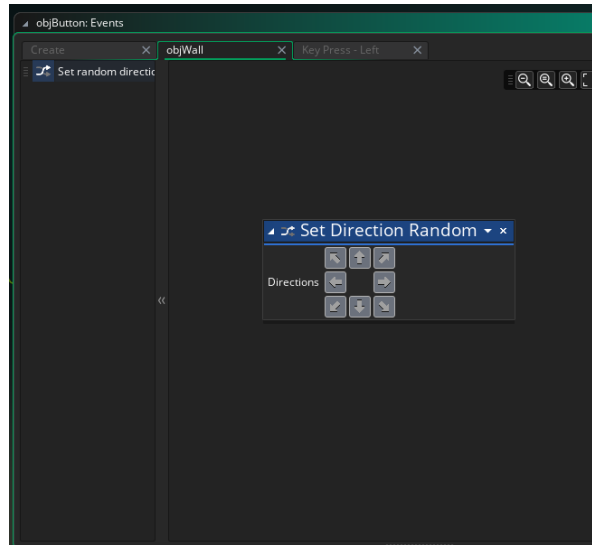 objButton: Events
Create
objWall
Key Press - Left
Set random directic
Set Direction Random
Directions